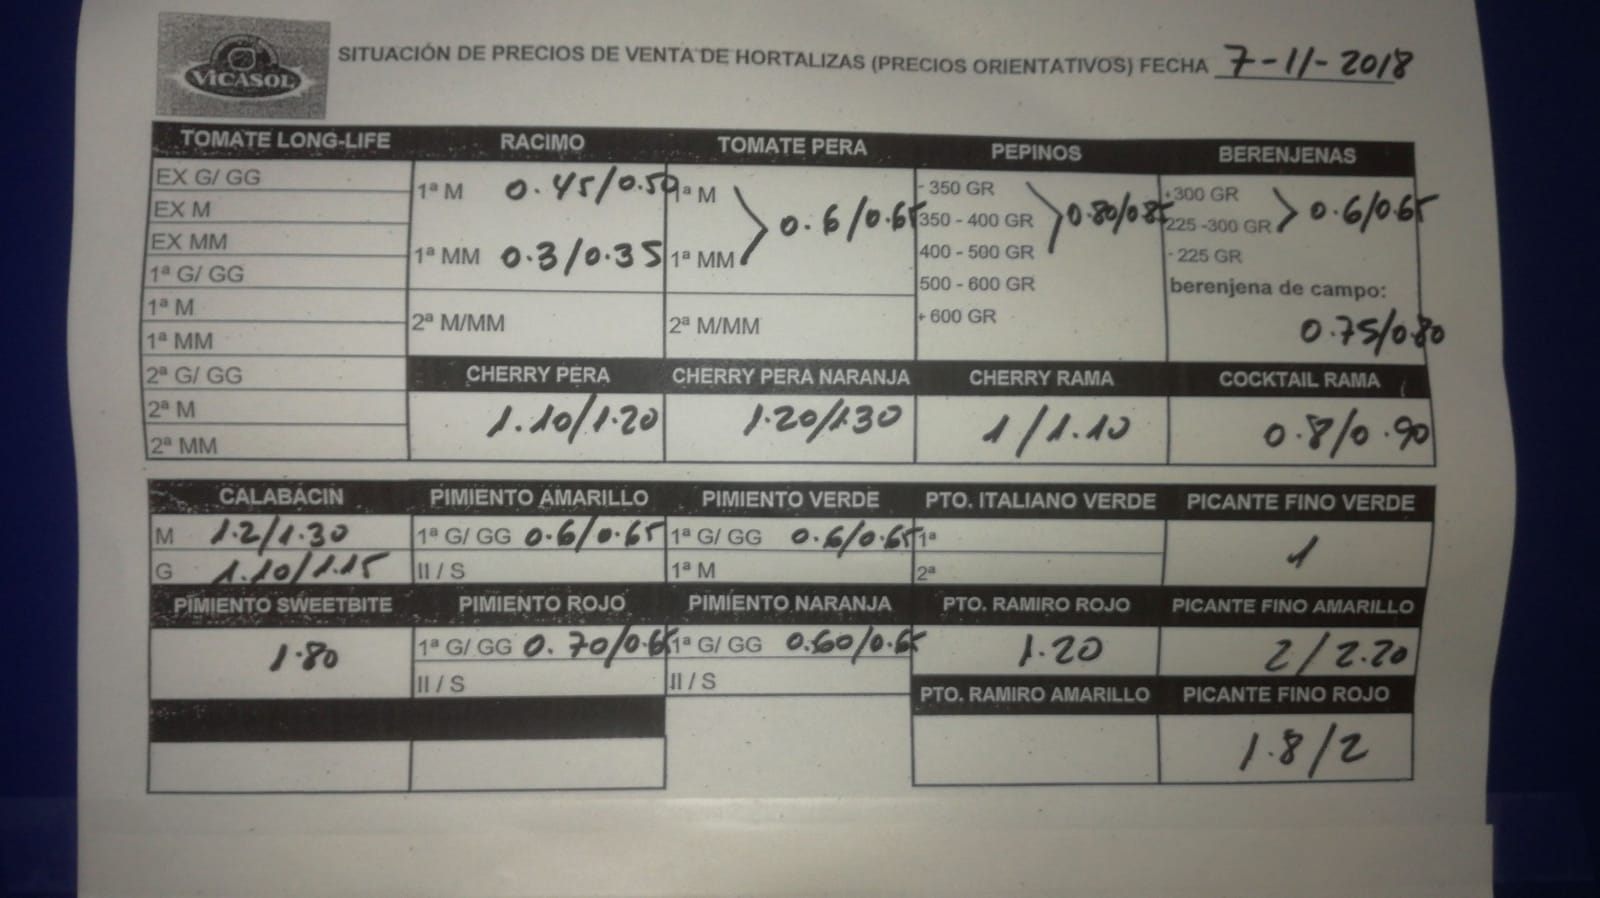 VICASOL
SITUACIÓN DE PRECIOS DE VENTA DE HORTALIZAS (PRECIOS ORIENTATIVOS) FECHA 7-11-2018
TOMATE LONG-LIFE RACIMO TOMATE PERA PEPINOS BERENJENAS
EX G/ GG
EX M
EX MM
1ª G/ GG
1ª M
1ª MM
2ª G/ GG
2ª M
2ª MM
1ª M 0.45/0.50
1ª MM 0.3/0.35
2ª M/MM
1ª M
0.6/0.65
1ª MM
2ª M/MM
- 350 GR
350 - 400 GR 0.80/0.85
400 - 500 GR
500 - 600 GR
+ 600 GR
+300 GR
225 -300 GR 0.6/0.65
- 225 GR
berenjena de campo:
0.75/0.80
CHERRY PERA CHERRY PERA NARANJA CHERRY RAMA COCKTAIL RAMA
1.10/1.20 1.20/1.30 1/1.10 0.8/0.90
CALABACIN PIMIENTO AMARILLO PIMIENTO VERDE PTO. ITALIANO VERDE PICANTE FINO VERDE
M 1.2/1.30 1ª G/ GG 0.6/0.65 1ª G/ GG 0.6/0.65 1ª 1
G 1.10/1.15 II / S 1ª M 2ª
PIMIENTO SWEETBITE PIMIENTO ROJO PIMIENTO NARANJA PTO. RAMIRO ROJO PICANTE FINO AMARILLO
1.80 1ª G/ GG 0.70/0.65 1ª G/ GG 0.60/0.65 1.20 2/2.20
II / S II / S
PTO. RAMIRO AMARILLO PICANTE FINO ROJO
1.8/2